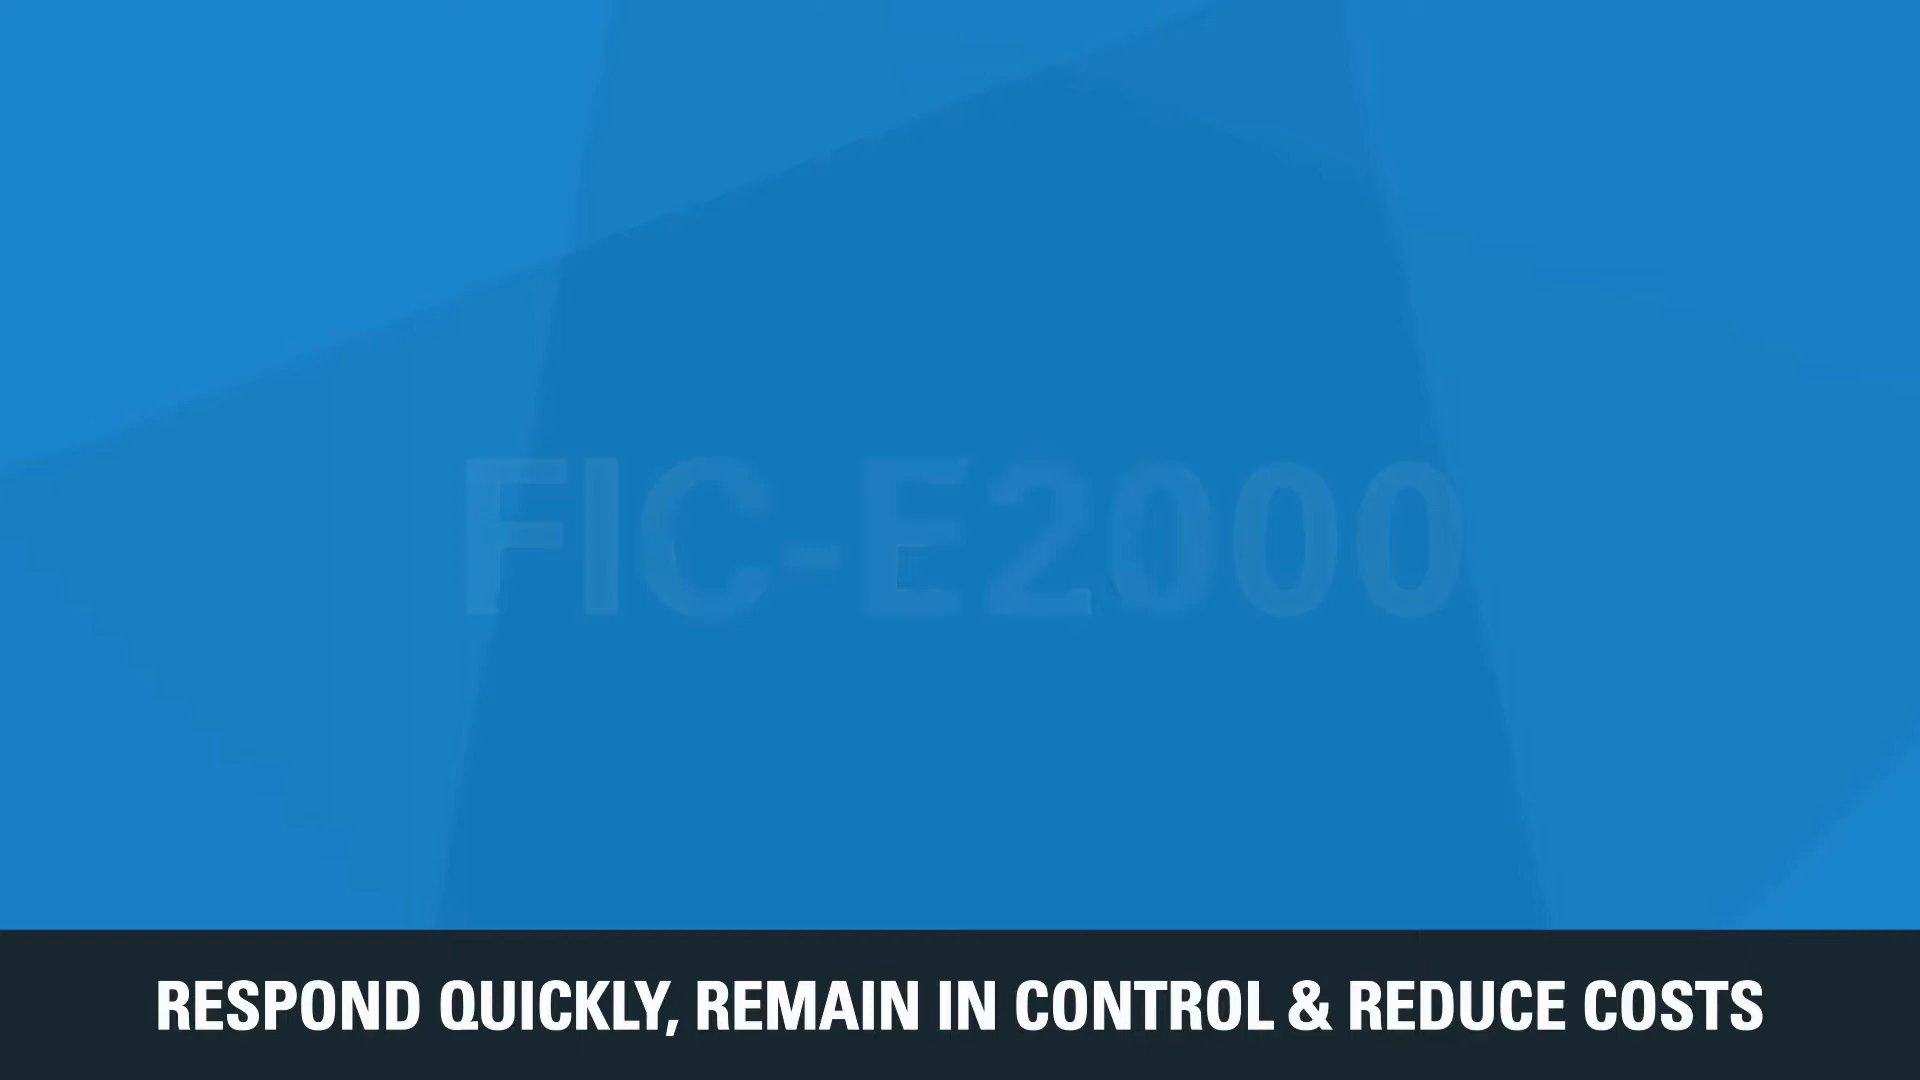 FIC-E2000
RESPOND QUICKLY, REMAIN IN CONTROL & REDUCE COSTS